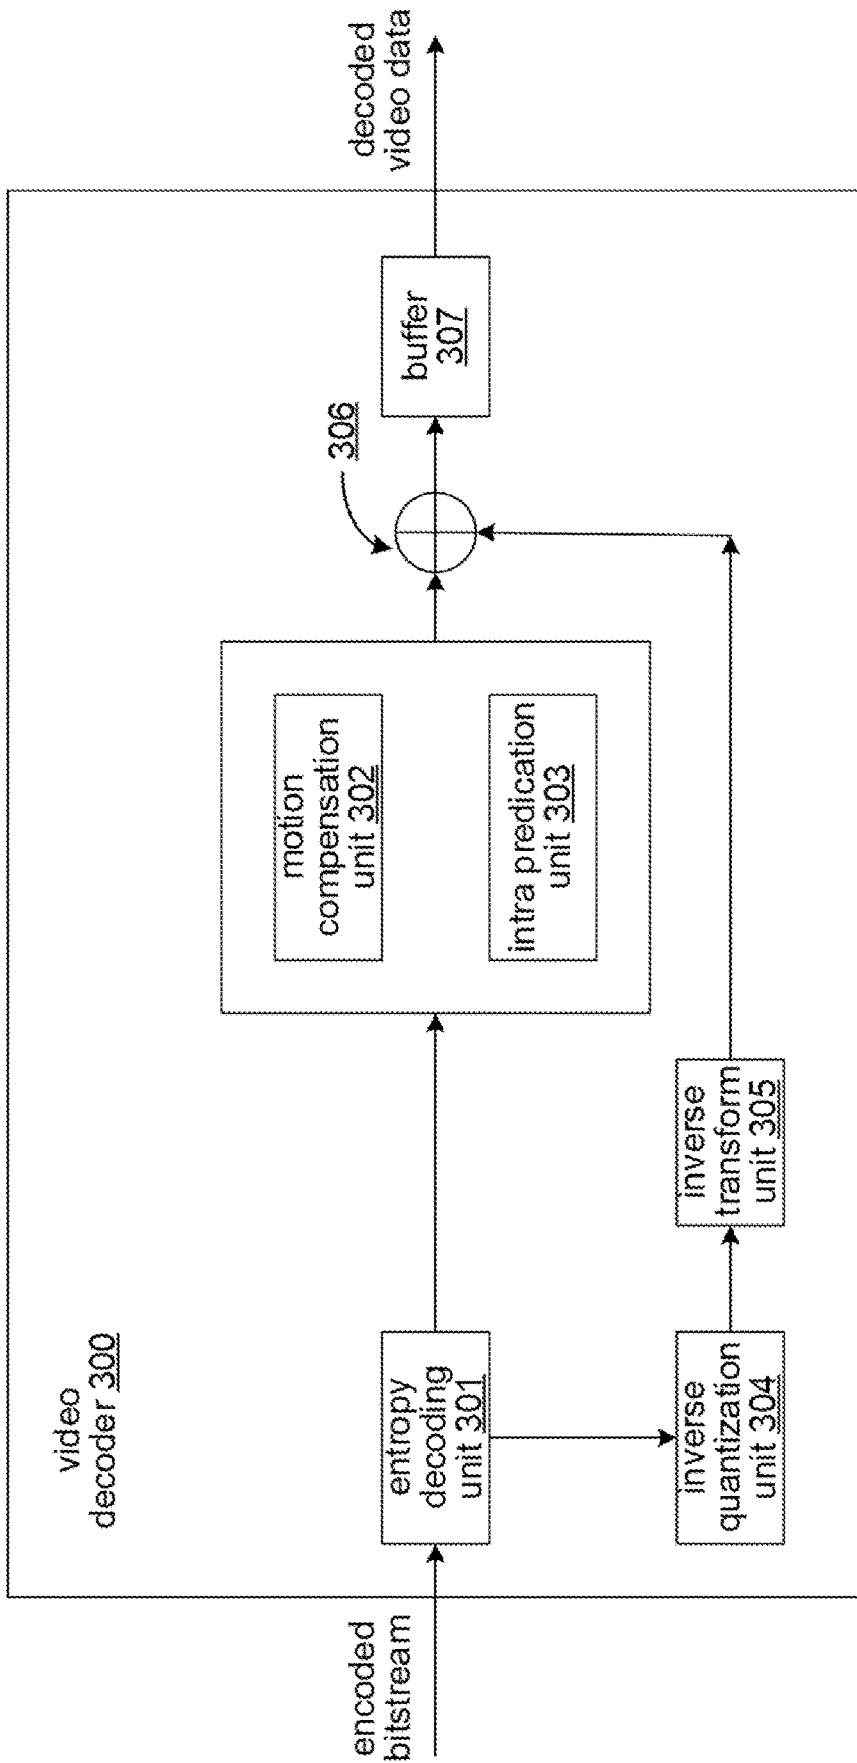 video
decoder 300
encoded
bitstream
entropy
decoding
unit 301
inverse
quantization
unit 304
inverse
transform
unit 305
motion
compensation
unit 302
intra predication
unit 303
306
buffer
307
decoded
video data